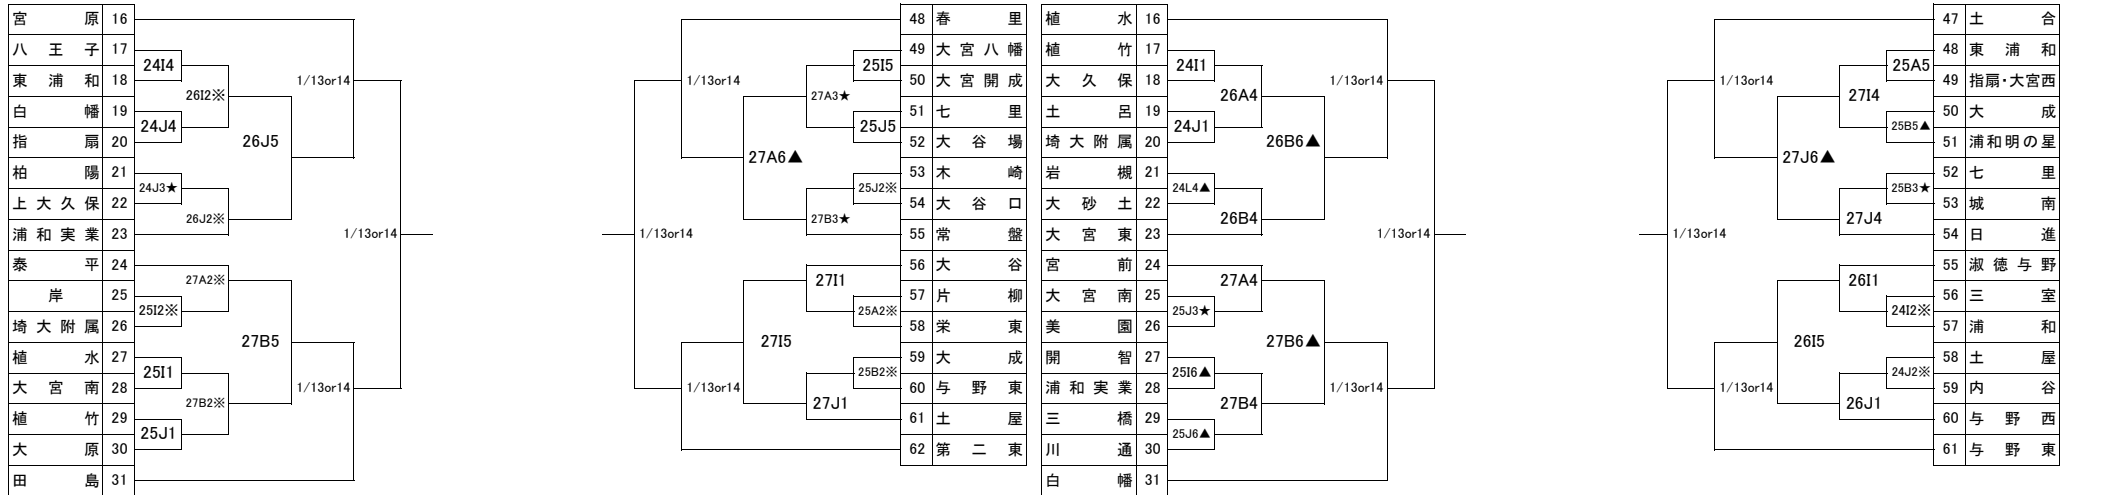 宮原 16
八王子 17
24I4
東浦和 18
26I2※
1/13or14
白幡 19
24J4
指扇 20
26J5
柏陽 21
24J3★
上大久保 22
26J2※
浦和実業 23
1/13or14
泰平 24
27A2※
岸 25
25I2※
埼大附属 26
27B5
植水 27
25I1
大宮南 28
27B2※
1/13or14
植竹 29
25J1
大原 30
田島 31
48 春里
49 大宮八幡
25I5
50 大宮開成
1/13or14
27A3★
51 七里
25J5
52 大谷場
27A6▲
53 木崎
25J2※
54 大谷口
27B3★
55 常盤
1/13or14
56 大谷
27I1
57 片柳
25A2※
58 栄東
27I5
59 大成
25B2※
60 与野東
1/13or14
27J1
61 土屋
62 第二東
植水 16
植竹 17
24I1
大久保 18
26A4
1/13or14
土呂 19
24J1
埼大附属 20
26B6▲
岩槻 21
24L4▲
大砂土 22
26B4
大宮東 23
1/13or14
宮前 24
27A4
大宮南 25
25J3★
美園 26
27B6▲
開智 27
25I6▲
浦和実業 28
27B4
1/13or14
三橋 29
25J6▲
川通 30
白幡 31
47 土合
48 東浦和
25A5
49 指扇・大宮西
1/13or14
27I4
50 大成
25B5▲
51 浦和明の星
27J6▲
52 七里
25B3★
53 城南
27J4
54 日進
1/13or14
55 淑徳与野
26I1
56 三室
24I2※
57 浦和
26I5
58 土屋
24J2※
59 内谷
1/13or14
26J1
60 与野西
61 与野東